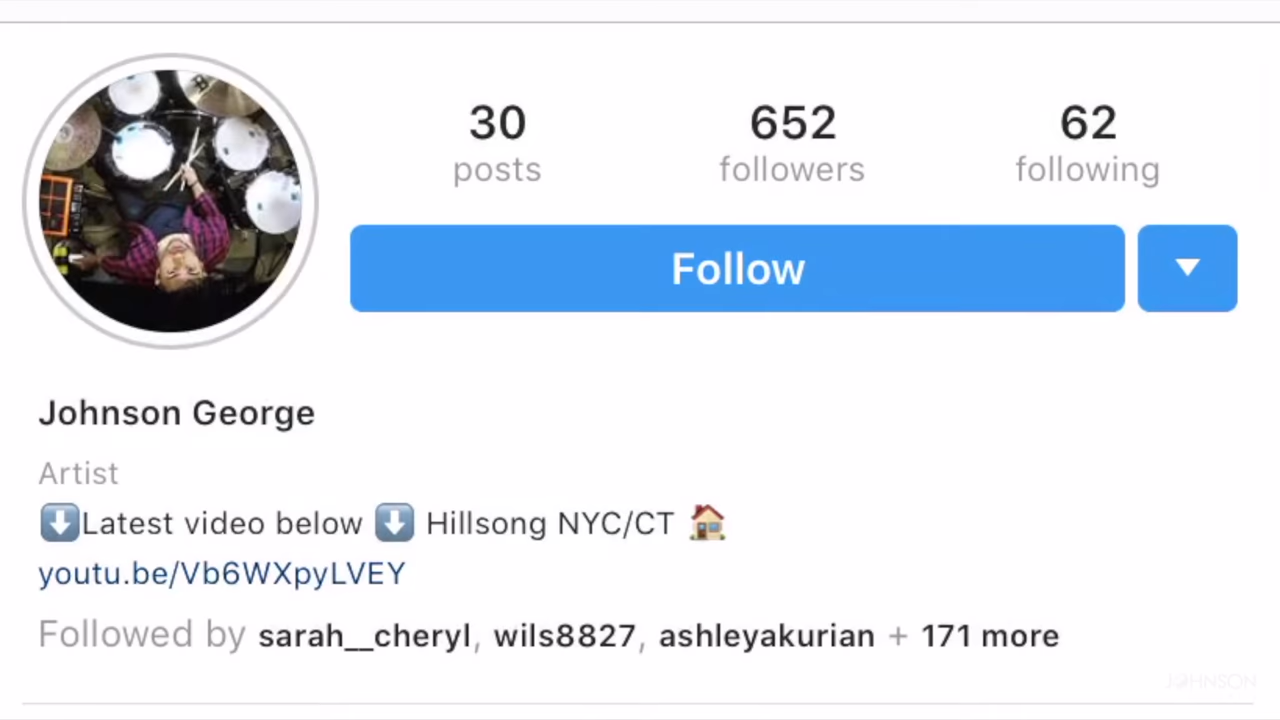 30 652 62
posts followers following
Follow
Johnson George
Artist
⬇️Latest video below ⬇️ Hillsong NYC/CT 🏠
youtu.be/Vb6WXpyLVEY
Followed by sarah__cheryl, wils8827, ashleyakurian + 171 more
JOHNSON